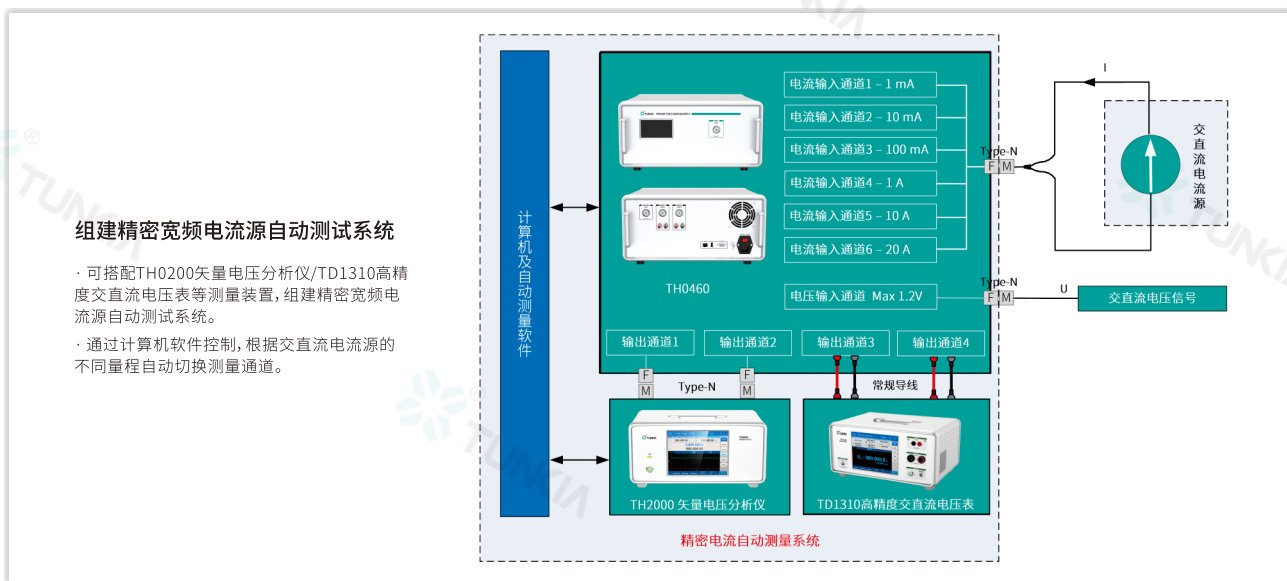 组建精密宽频电流源自动测试系统
· 可搭配TH0200矢量电压分析仪/TD1310高精
度交直流电压表等测量装置，组建精密宽频电
流源自动测试系统。
· 通过计算机软件控制，根据交直流电流源的
不同量程自动切换测量通道。
计算机及自动测量软件
TUNKIA
TH0460
电流输入通道1 – 1 mA
电流输入通道2 – 10 mA
电流输入通道3 – 100 mA
电流输入通道4 – 1 A
电流输入通道5 – 10 A
电流输入通道6 – 20 A
电压输入通道 Max 1.2V
Type-N
F M
I
交直流电流源
Type-N
F M
U
交直流电压信号
输出通道1
输出通道2
输出通道3
输出通道4
F
M
Type-N
F
M
常规导线
TUNKIA
TH2000 矢量电压分析仪
TD1310高精度交直流电压表
精密电流自动测量系统
TUNKIA
®
TUNKIA
®
TUNKIA
TUNKIA